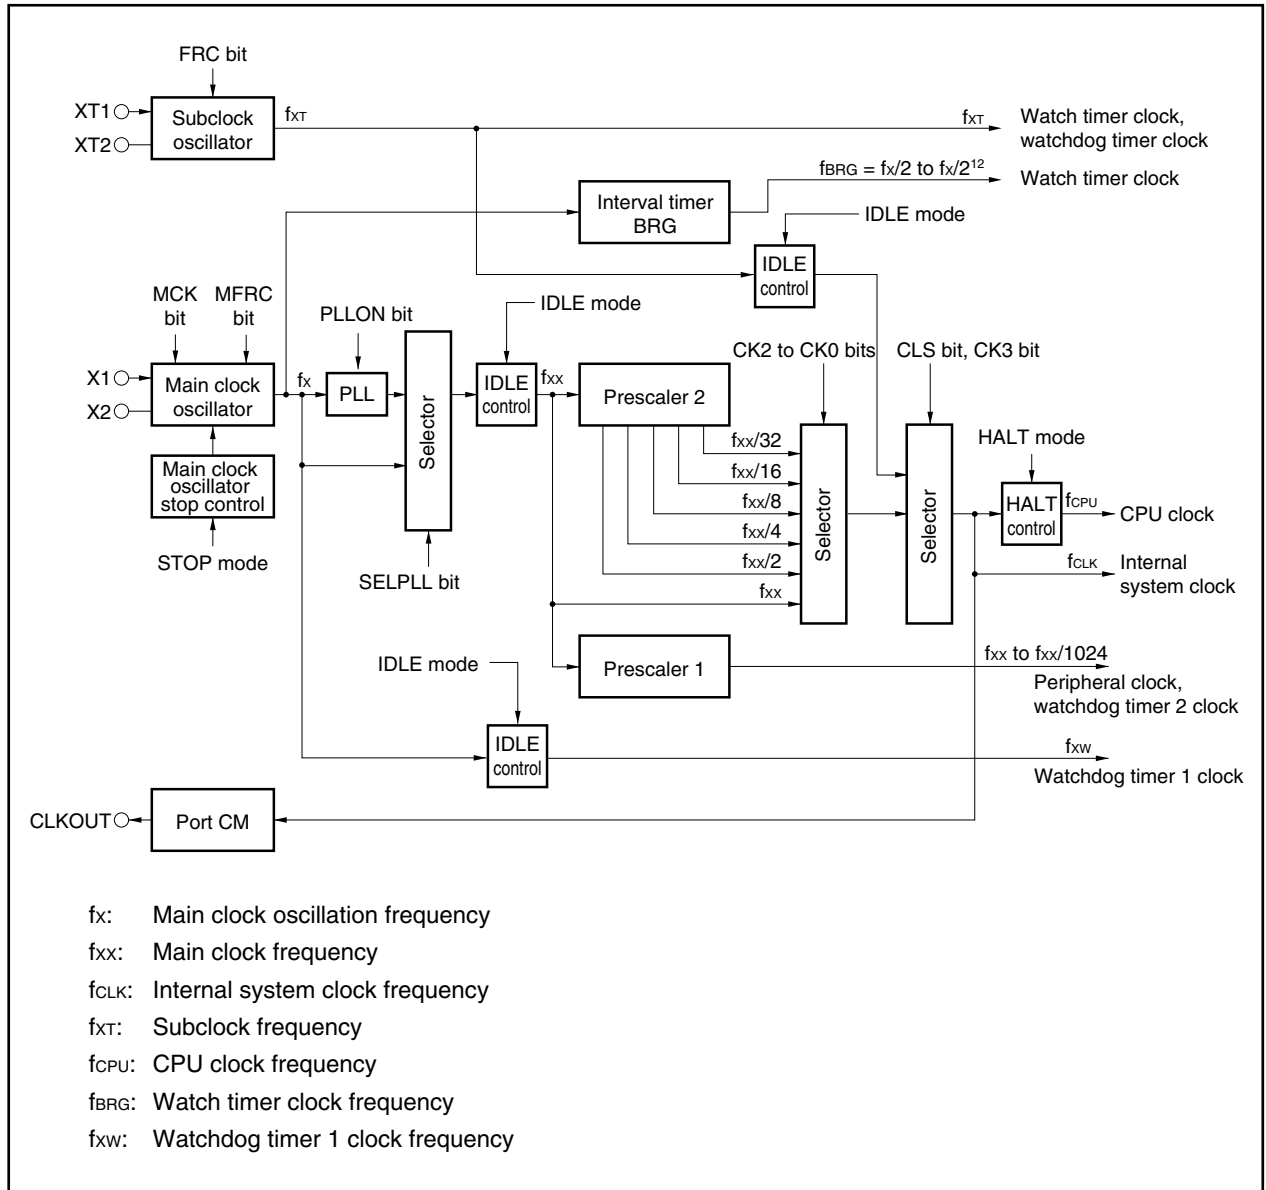 FRC bit
XT1
XT2
Subclock
oscillator
fXT
fXT
Watch timer clock,
watchdog timer clock
fBRG = fX/2 to fX/2¹²
Watch timer clock
Interval timer
BRG
IDLE mode
IDLE
control
MCK
bit
MFRC
bit
PLLON bit
IDLE mode
CK2 to CK0 bits
CLS bit, CK3 bit
X1
X2
Main clock
oscillator
fX
PLL
Selector
IDLE
control
fXX
Prescaler 2
HALT mode
Main clock
oscillator
stop control
STOP mode
SELPLL bit
fXX/32
fXX/16
fXX/8
fXX/4
fXX/2
fXX
Selector
Selector
HALT
control
fCPU
CPU clock
fCLK
Internal
system clock
IDLE mode
Prescaler 1
fXX to fXX/1024
Peripheral clock,
watchdog timer 2 clock
IDLE
control
fXW
Watchdog timer 1 clock
CLKOUT
Port CM
fX: Main clock oscillation frequency
fXX: Main clock frequency
fCLK: Internal system clock frequency
fXT: Subclock frequency
fCPU: CPU clock frequency
fBRG: Watch timer clock frequency
fXW: Watchdog timer 1 clock frequency